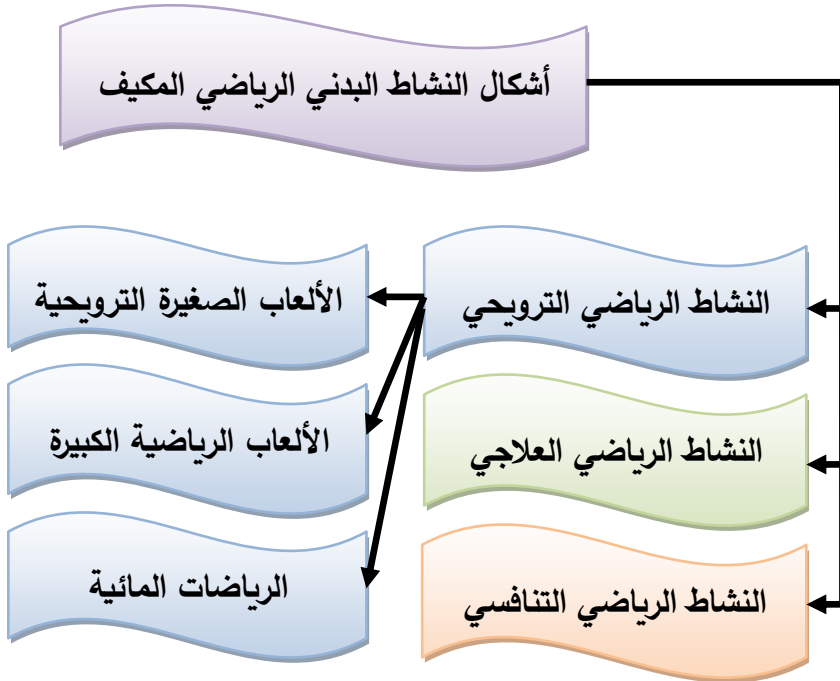 أشكال النشاط البدني الرياضي المكيف
النشاط الرياضي الترويحي
الألعاب الصغيرة الترويحية
النشاط الرياضي العلاجي
الألعاب الرياضية الكبيرة
النشاط الرياضي التنافسي
الرياضات المائية